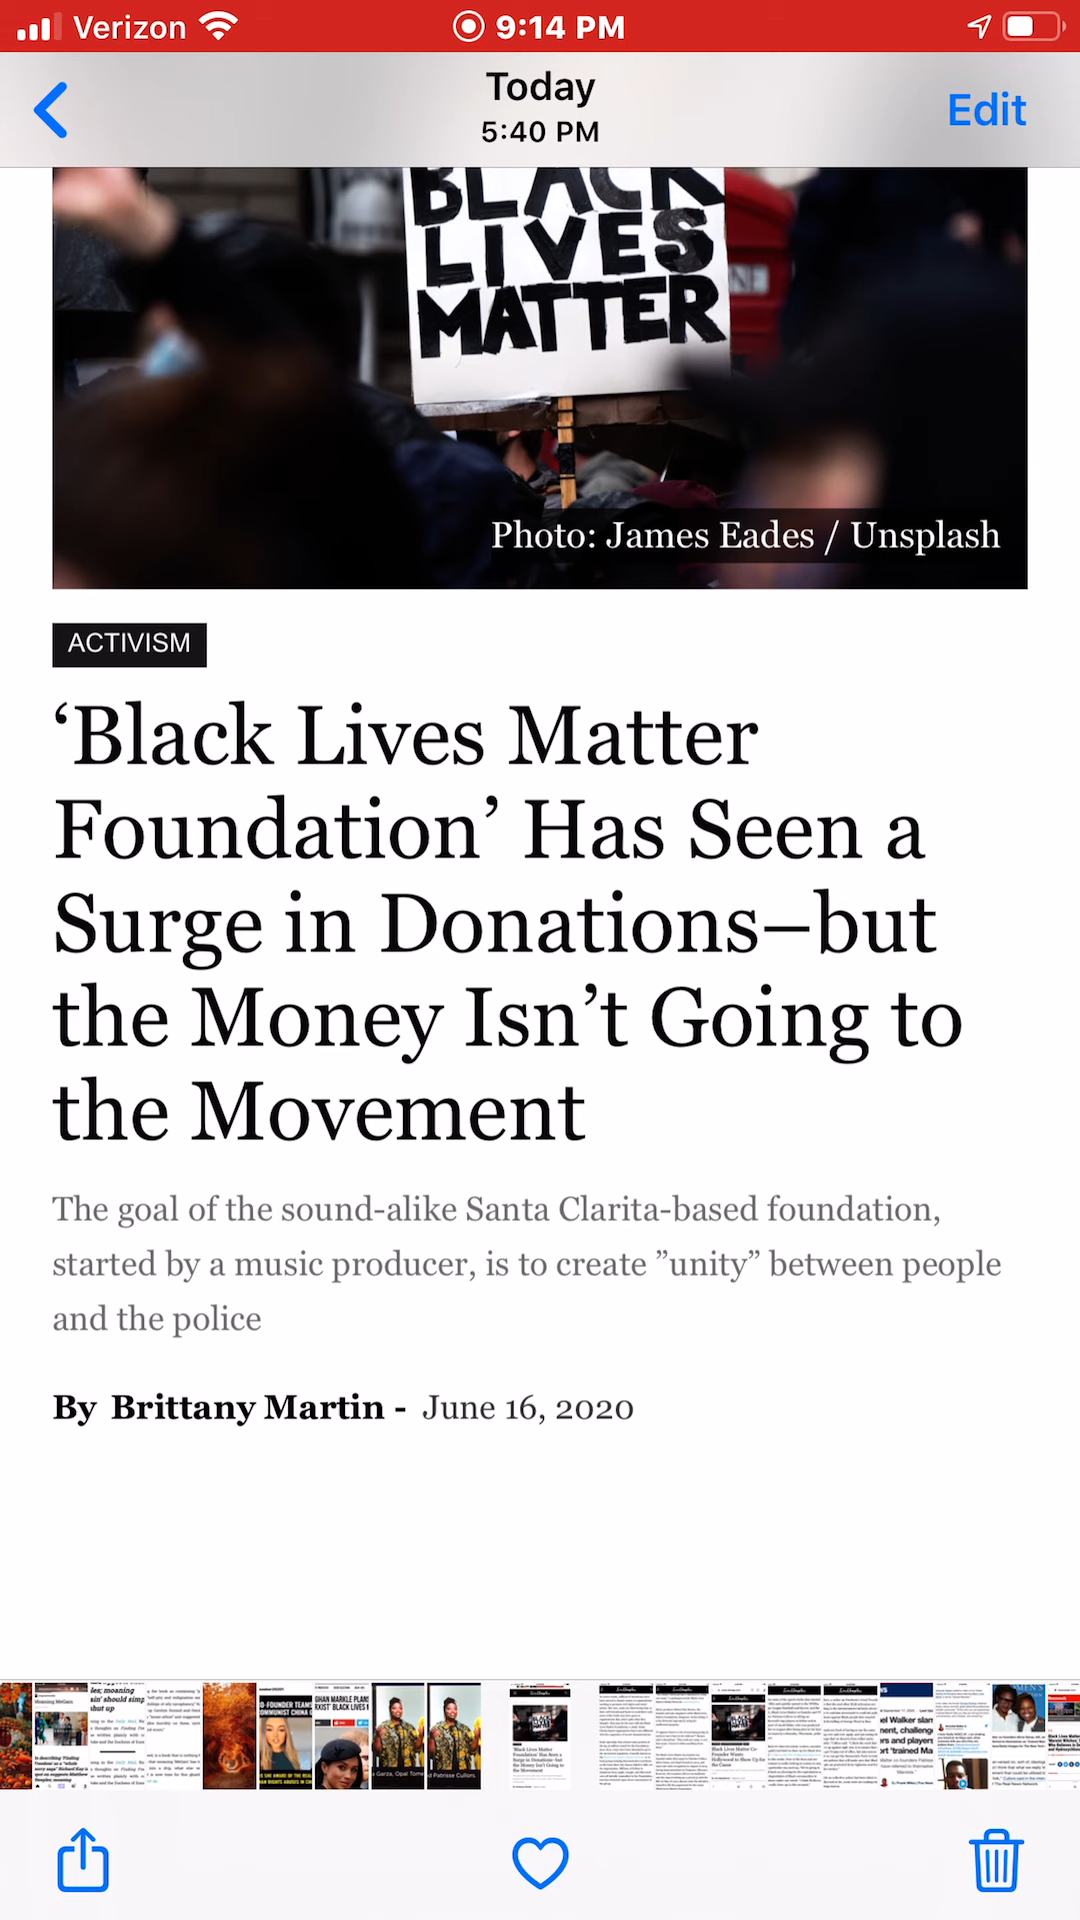 Verizon
9:14 PM
Today
5:40 PM
Edit
BLACK
LIVES
MATTER
Photo: James Eades / Unsplash
ACTIVISM
‘Black Lives Matter
Foundation’ Has Seen a
Surge in Donations–but
the Money Isn’t Going to
the Movement
The goal of the sound-alike Santa Clarita-based foundation,
started by a music producer, is to create ”unity” between people
and the police
By Brittany Martin - June 16, 2020